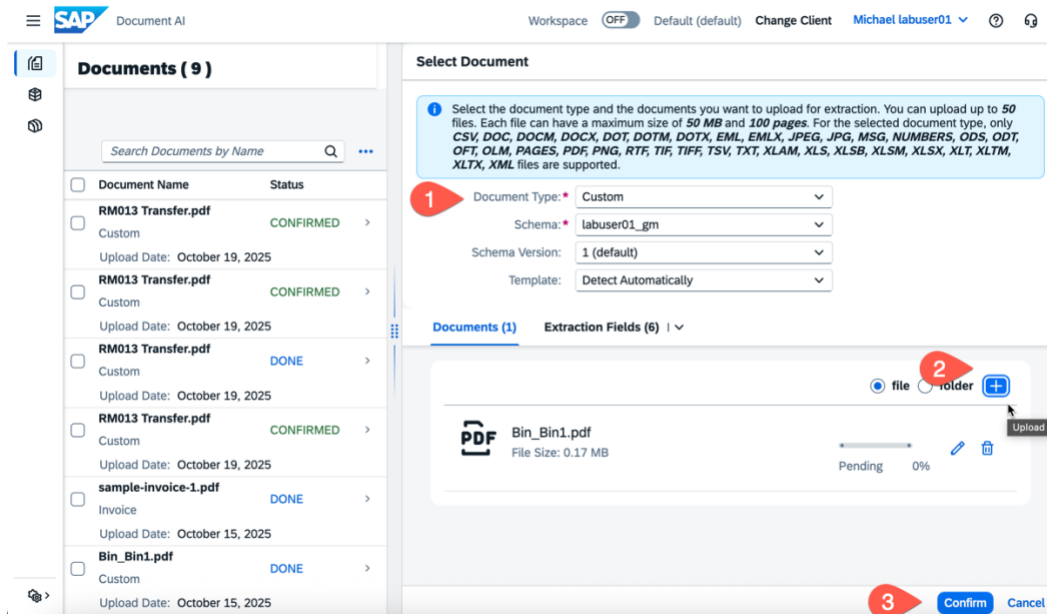 SAP Document AI Workspace OFF Default (default) Change Client Michael labuser01
Documents ( 9 )
Search Documents by Name
Document Name Status
RM013 Transfer.pdf
Custom
CONFIRMED
Upload Date: October 19, 2025
RM013 Transfer.pdf
Custom
CONFIRMED
Upload Date: October 19, 2025
RM013 Transfer.pdf
Custom
DONE
Upload Date: October 19, 2025
RM013 Transfer.pdf
Custom
CONFIRMED
Upload Date: October 19, 2025
sample-invoice-1.pdf
Invoice
DONE
Upload Date: October 15, 2025
Bin_Bin1.pdf
Custom
DONE
Upload Date: October 15, 2025
Select Document
Select the document type and the documents you want to upload for extraction. You can upload up to 50
files. Each file can have a maximum size of 50 MB and 100 pages. For the selected document type, only
CSV, DOC, DOCM, DOCX, DOT, DOTM, DOTX, EML, EMLX, JPEG, JPG, MSG, NUMBERS, ODS, ODT,
OFT, OLM, PAGES, PDF, PNG, RTF, TIF, TIFF, TSV, TXT, XLAM, XLS, XLSB, XLSM, XLSX, XLT, XLTM,
XLTX, XML files are supported.
1 Document Type:* Custom
Schema:* labuser01_gm
Schema Version: 1 (default)
Template: Detect Automatically
Documents (1) Extraction Fields (6)
2
file folder
Upload
PDF
Bin_Bin1.pdf
File Size: 0.17 MB
Pending 0%
3 Confirm Cancel